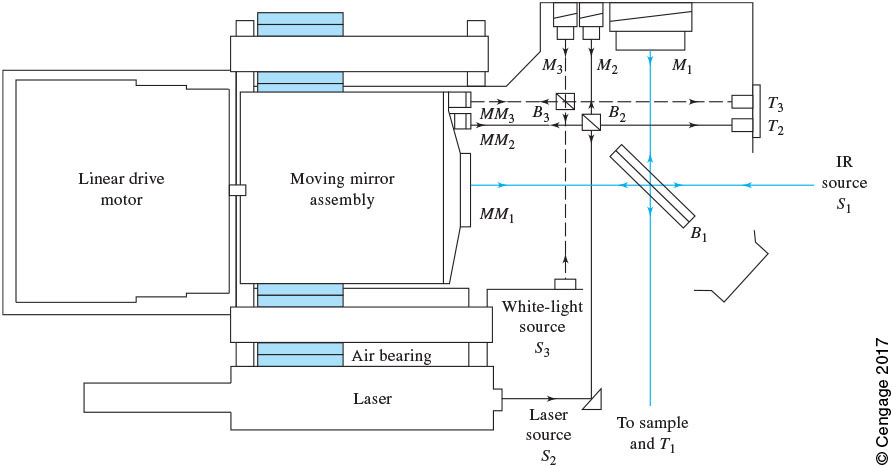 M3
M2
M1
MM3
B3
B2
T3
MM2
T2
Linear drive
motor
Moving mirror
assembly
IR
source
S1
MM1
B1
White-light
source
S3
Air bearing
Laser
Laser
source
S2
To sample
and T1
© Cengage 2017